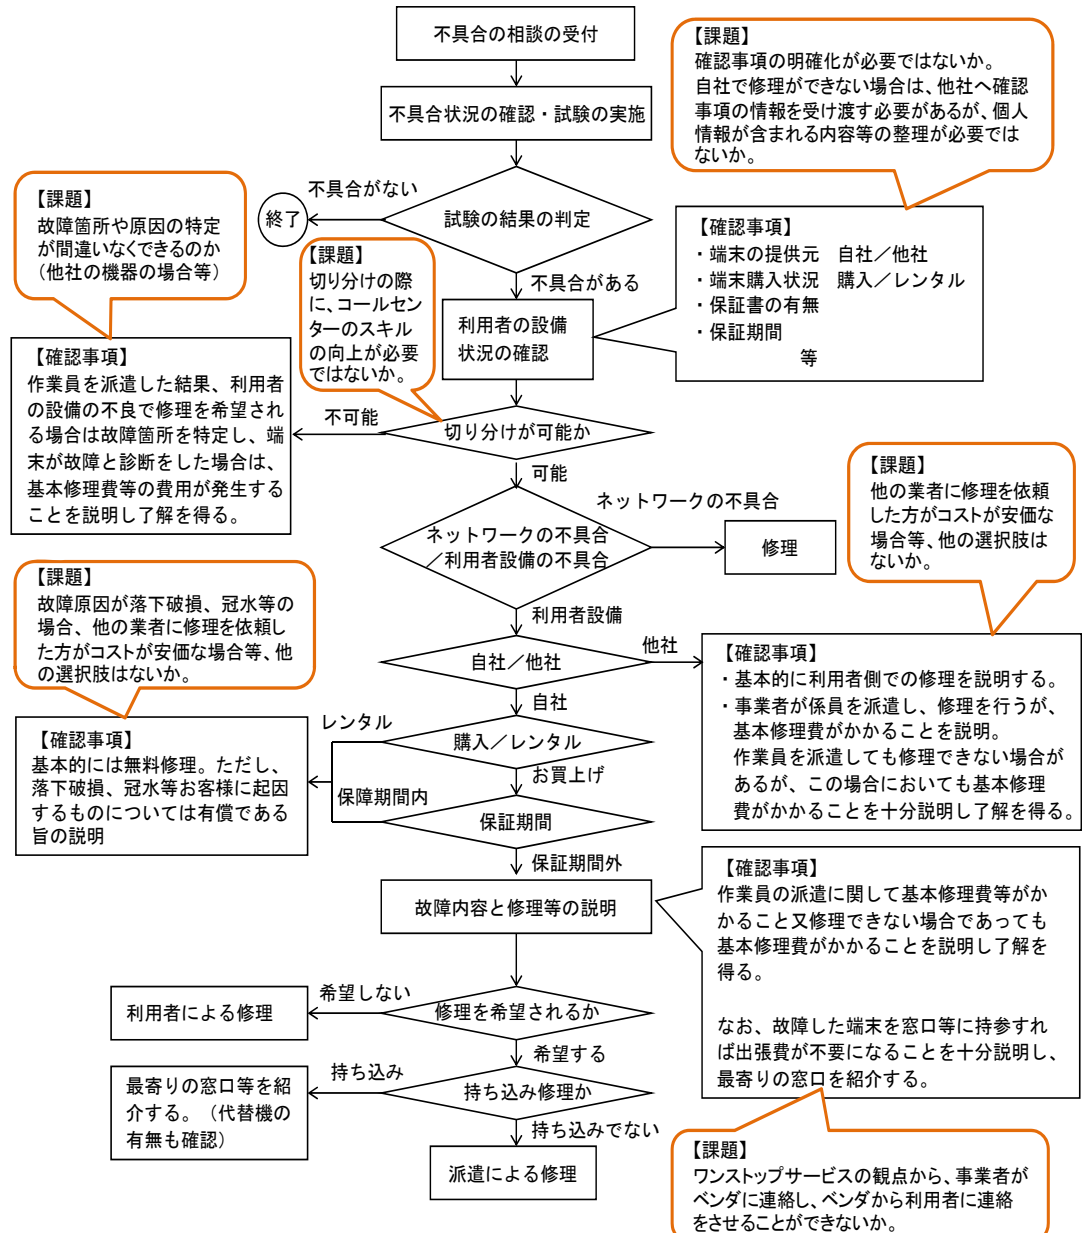 不具合の相談の受付
【課題】
確認事項の明確化が必要ではないか。
自社で修理ができない場合は、他社へ確認
事項の情報を受け渡す必要があるが、個人
情報が含まれる内容等の整理が必要では
ないか。
不具合状況の確認・試験の実施
【課題】
故障箇所や原因の特定
が間違いなくできるのか
（他社の機器の場合等）
不具合がない
終了
試験の結果の判定
【確認事項】
・端末の提供元　自社／他社
・端末購入状況　購入／レンタル
・保証書の有無
・保証期間
等
【課題】
切り分けの際
に、コールセン
ターのスキル
の向上が必要
ではないか。
不具合がある
利用者の設備
状況の確認
【確認事項】
作業員を派遣した結果、利用者
の設備の不良で修理を希望され
る場合は故障箇所を特定し、端
末が故障と診断をした場合は、
基本修理費等の費用が発生する
ことを説明し了解を得る。
不可能
切り分けが可能か
可能
【課題】
他の業者に修理を依頼
した方がコストが安価な
場合等、他の選択肢は
ないか。
ネットワークの不具合
ネットワークの不具合
／利用者設備の不具合
修理
【課題】
故障原因が落下破損、冠水等の
場合、他の業者に修理を依頼し
た方がコストが安価な場合等、他
の選択肢はないか。
利用者設備
自社／他社
他社
【確認事項】
・基本的に利用者側での修理を説明する。
・事業者が係員を派遣し、修理を行うが、
基本修理費がかかることを説明。
作業員を派遣しても修理できない場合が
あるが、この場合においても基本修理
費がかかることを十分説明し了解を得る。
自社
レンタル
購入／レンタル
【確認事項】
基本的には無料修理。ただし、
落下破損、冠水等お客様に起因
するものについては有償である
旨の説明
お買上げ
保障期間内
保証期間
保証期間外
故障内容と修理等の説明
【確認事項】
作業員の派遣に関して基本修理費等がか
かること又修理できない場合であっても
基本修理費がかかることを説明し了解を
得る。
なお、故障した端末を窓口等に持参すれ
ば出張費が不要になることを十分説明し、
最寄りの窓口を紹介する。
希望しない
利用者による修理
修理を希望されるか
希望する
持ち込み
最寄りの窓口等を紹
介する。（代替機の
有無も確認）
持ち込み修理か
持ち込みでない
派遣による修理
【課題】
ワンストップサービスの観点から、事業者が
ベンダに連絡し、ベンダから利用者に連絡
をさせることができないか。